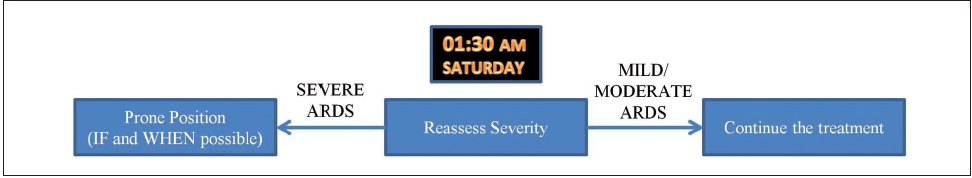 01:30 AM
SATURDAY
SEVERE
ARDS
MILD/
MODERATE
ARDS
Prone Position
(IF and WHEN possible)
Reassess Severity
Continue the treatment